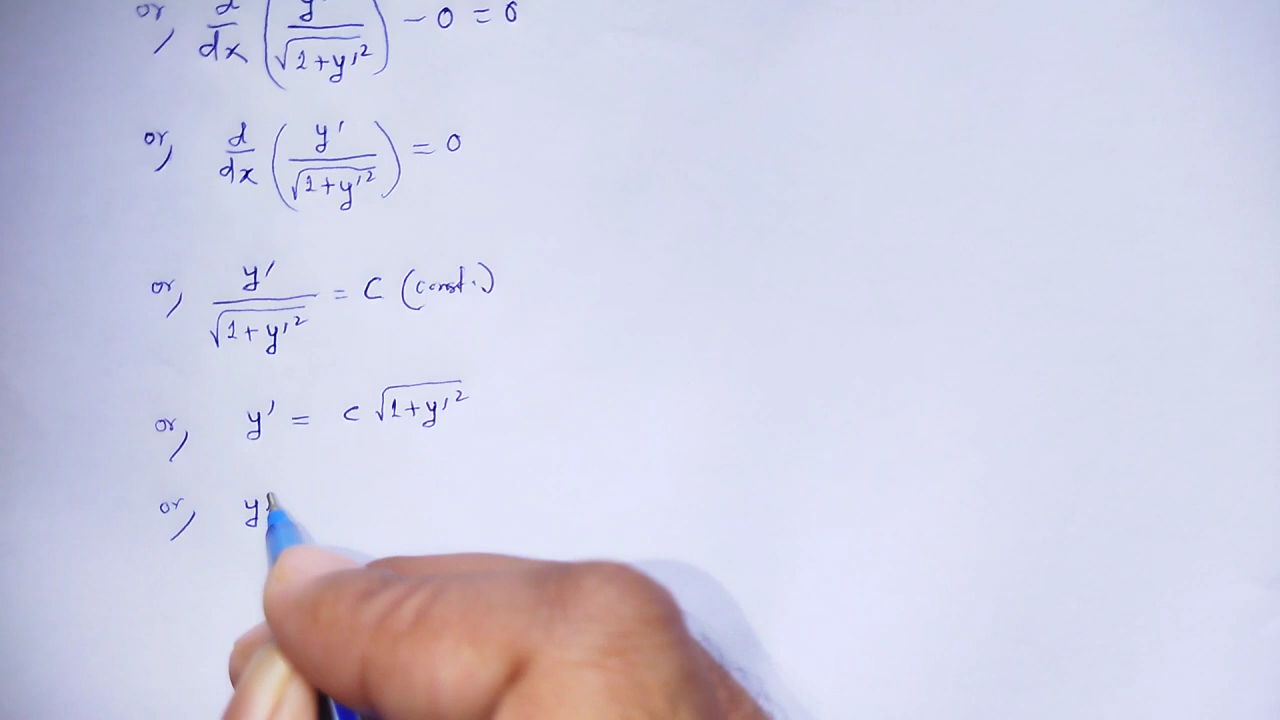 or, d/dx (y'/√1+y'²) - 0 = 0
or, d/dx (y'/√1+y'²) = 0
or, y'/√1+y'² = C (const.)
or, y' = c √1+y'²
or, y'